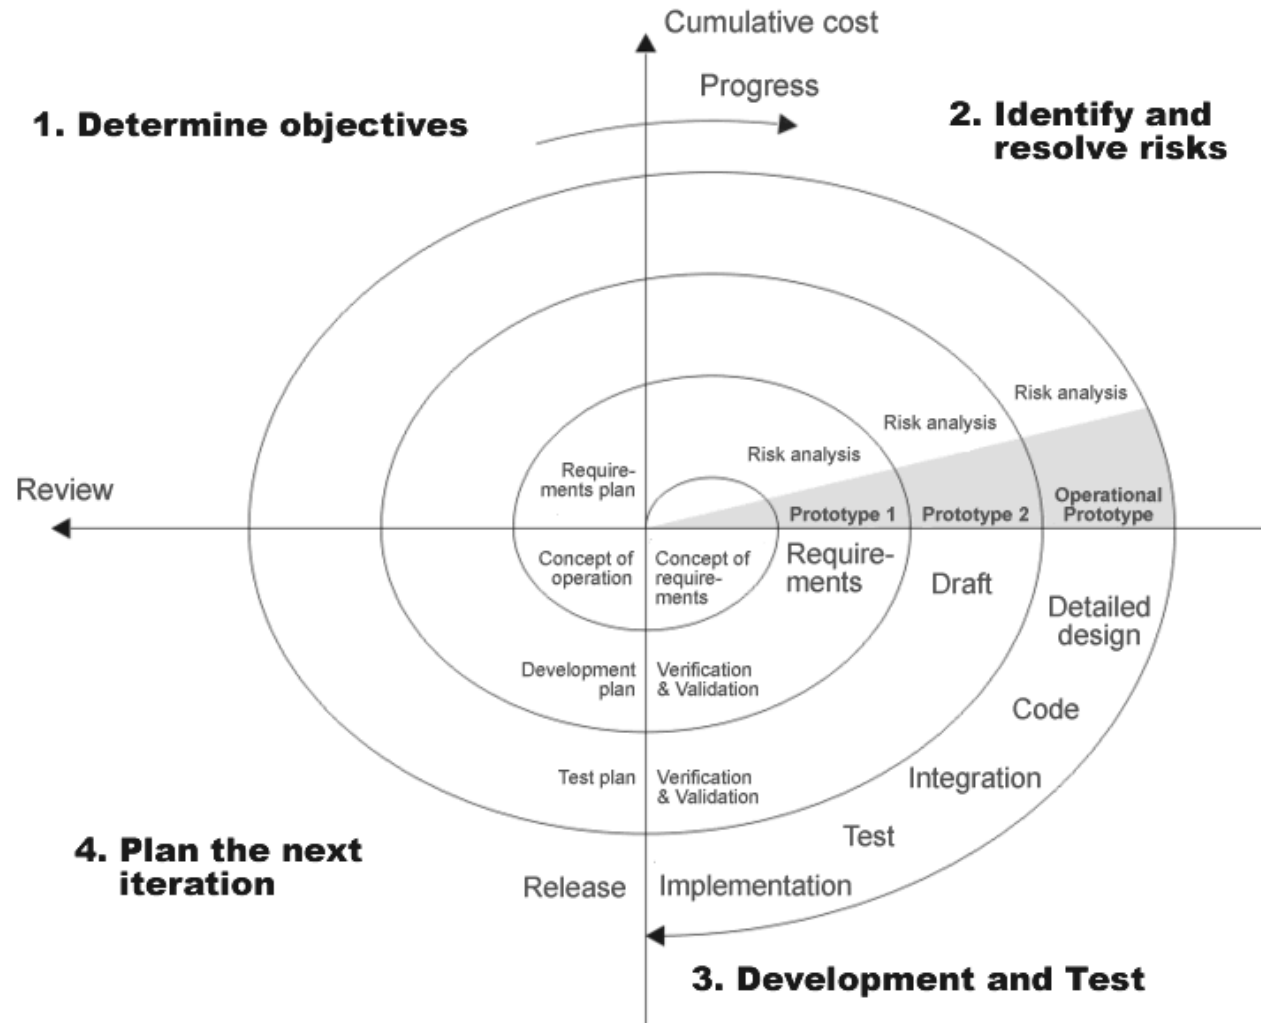 Cumulative cost
Progress
1. Determine objectives
2. Identify and
resolve risks
Risk analysis
Risk analysis
Risk analysis
Require-
ments plan
Review
Operational
Prototype
Prototype 1
Prototype 2
Concept of
operation
Concept of
require-
ments
Require-
ments
Draft
Detailed
design
Development
plan
Verification
& Validation
Code
Test plan
Verification
& Validation
Integration
Test
4. Plan the next
iteration
Release
Implementation
3. Development and Test